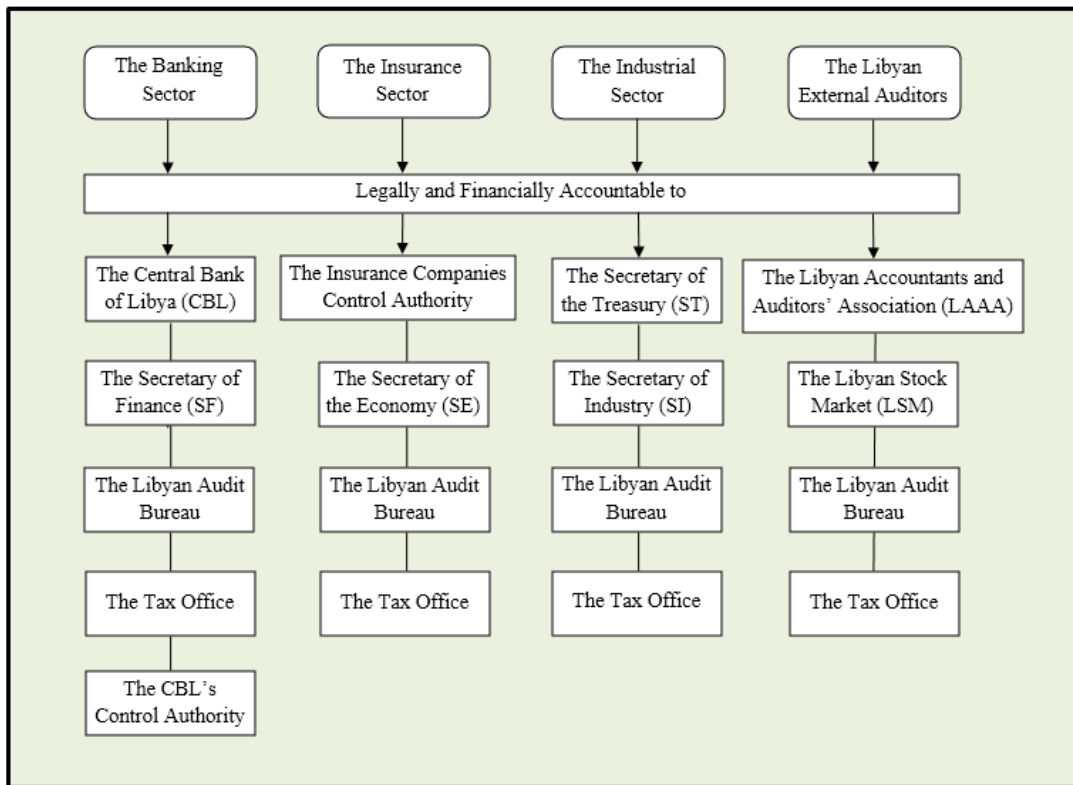 The Banking
Sector
The Insurance
Sector
The Industrial
Sector
The Libyan
External Auditors
Legally and Financially Accountable to
The Central Bank
of Libya (CBL)
The Insurance Companies
Control Authority
The Secretary of
the Treasury (ST)
The Libyan Accountants and
Auditors’ Association (LAAA)
The Secretary of
Finance (SF)
The Secretary of
the Economy (SE)
The Secretary of
Industry (SI)
The Libyan Stock
Market (LSM)
The Libyan Audit
Bureau
The Libyan Audit
Bureau
The Libyan Audit
Bureau
The Libyan Audit
Bureau
The Tax Office
The Tax Office
The Tax Office
The Tax Office
The CBL’s
Control Authority